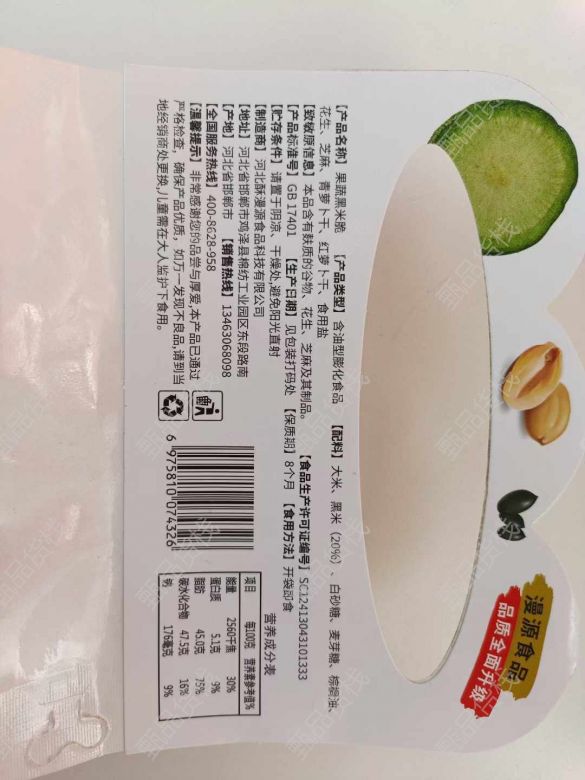 漫源食品
品质全面升级
【产品名称】果蔬黑米脆 【产品类型】含油型膨化食品 【配料】大米、黑米（20%）、白砂糖、麦芽糖、棕榈油、
花生、芝麻、青萝卜干、红萝卜干、食用盐
【致敏原信息】本品含有麸质的谷物、花生、芝麻及其制品。 【食品生产许可证编号】SC12413043101333
【产品标准号】GB 17401 【生产日期】见包装打码处 【保质期】8个月 【食用方法】开袋即食
【贮存条件】请置于阴凉、干燥处,避免阳光直射
【制造商】河北酥漫源食品科技有限公司
【地址】河北省邯郸市鸡泽县棉纺工业园区东段路南
【产地】河北省邯郸市 【销售热线】13463068098
【全国服务热线】400-8628-958
【温馨提示】非常感谢您的品尝与厚爱,本产品已通过
严格检查，确保产品优质，如万一发现不良品,请到当
地经销商处更换,儿童需在大人监护下食用。
6 975810 074326
营养成分表
项目 每100克 营养素参考值%
能量 2560千焦 30%
蛋白质 5.1克 9%
脂肪 45.0克 75%
碳水化合物 47.5克 16%
钠 176毫克 9%
甄品货栈